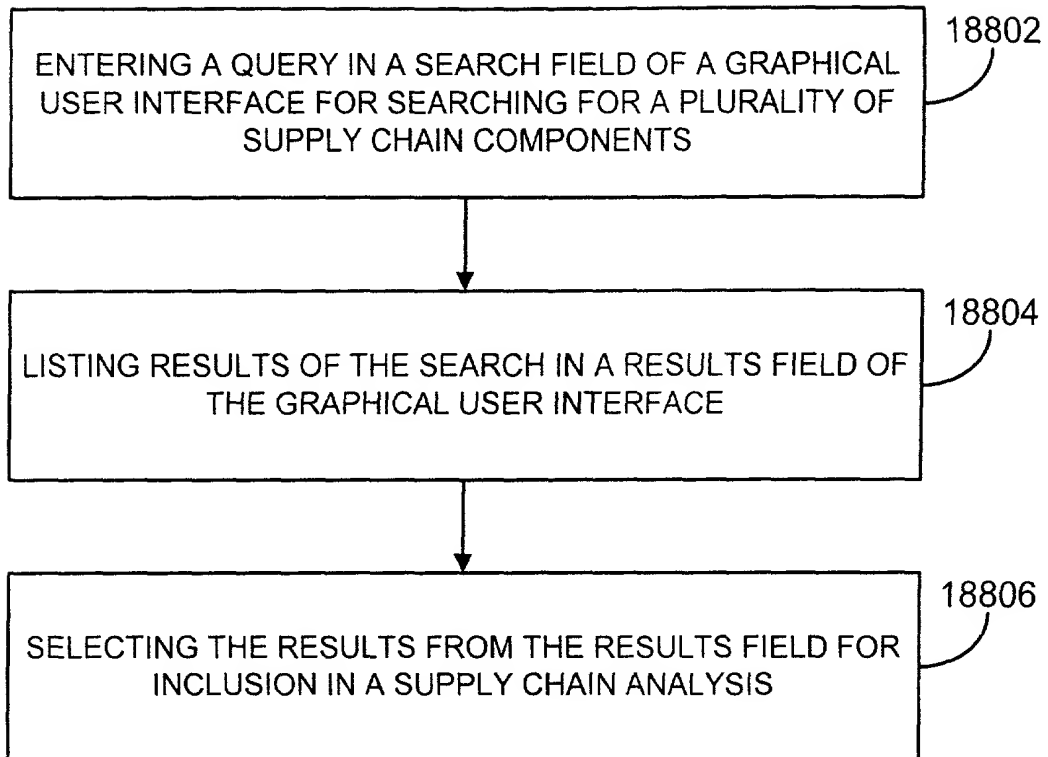 18802
ENTERING A QUERY IN A SEARCH FIELD OF A GRAPHICAL
USER INTERFACE FOR SEARCHING FOR A PLURALITY OF
SUPPLY CHAIN COMPONENTS
18804
LISTING RESULTS OF THE SEARCH IN A RESULTS FIELD OF
THE GRAPHICAL USER INTERFACE
18806
SELECTING THE RESULTS FROM THE RESULTS FIELD FOR
INCLUSION IN A SUPPLY CHAIN ANALYSIS